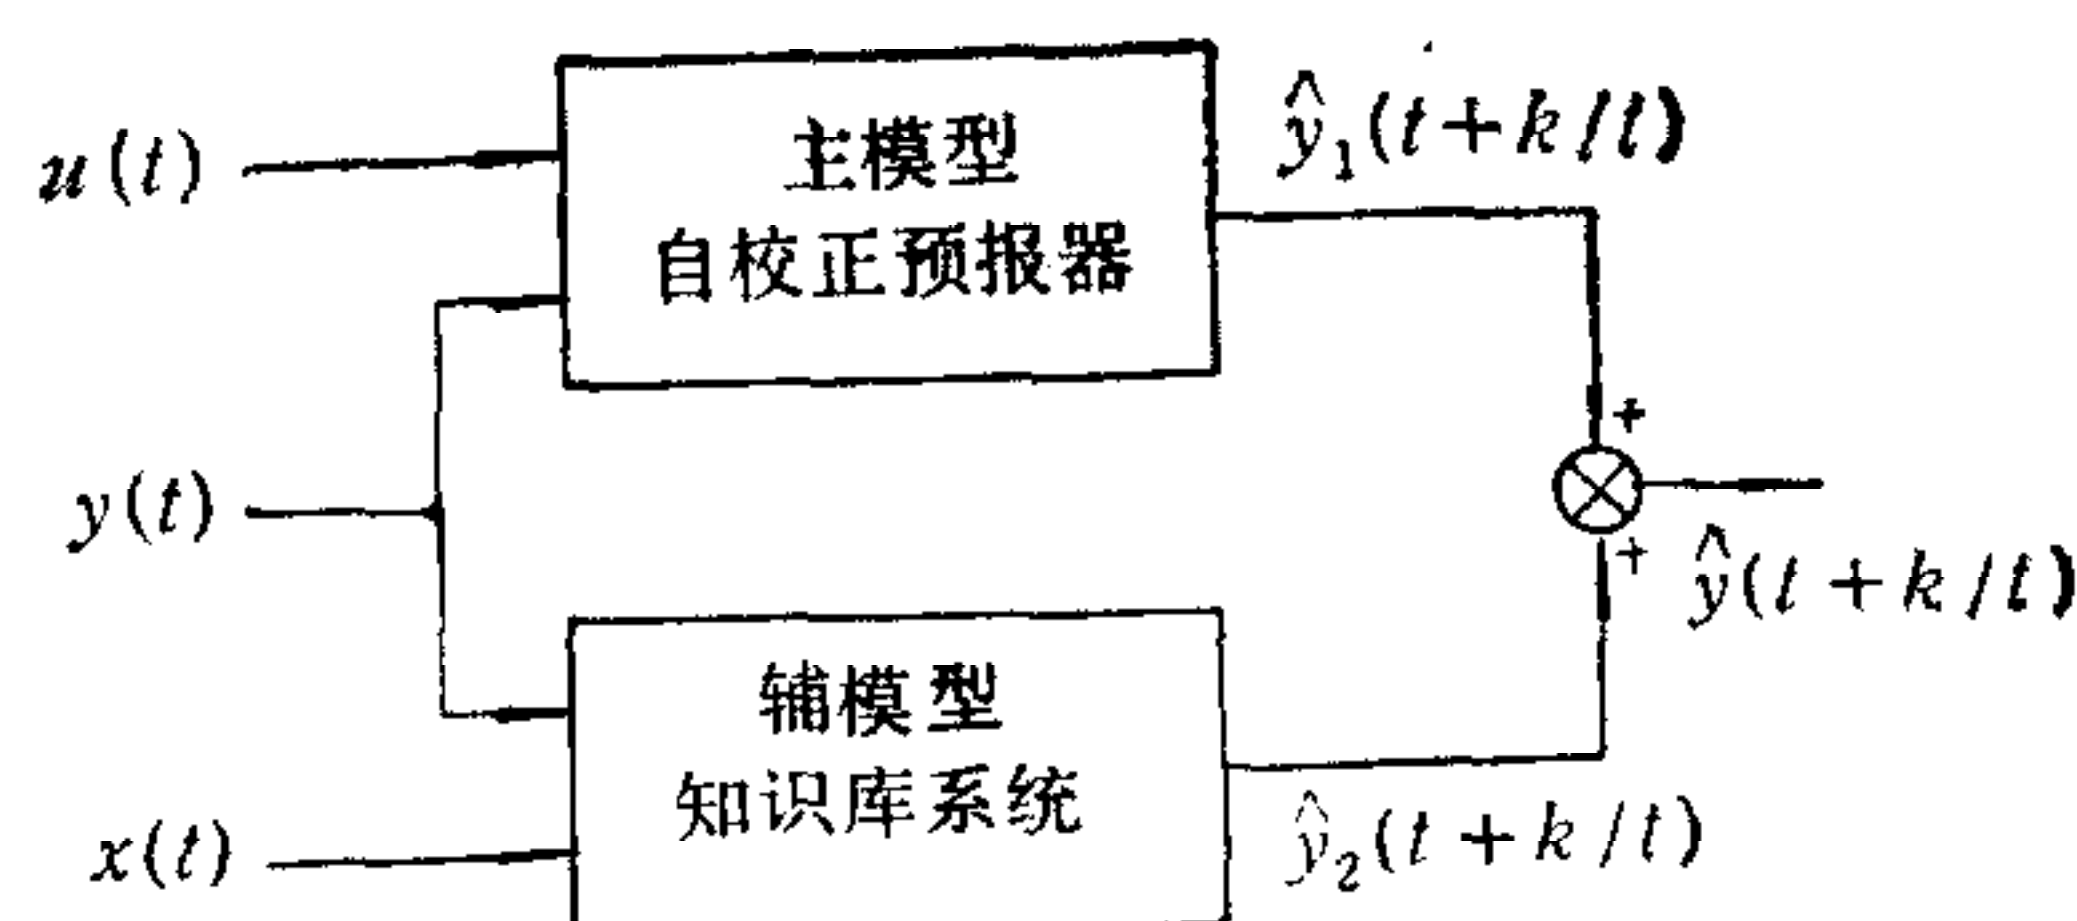 u(t)
主模型
自校正预报器
ŷ₁(t+k/t)
y(t)
+
+
ŷ(t+k/t)
辅模型
知识库系统
x(t)
ŷ₂(t+k/t)